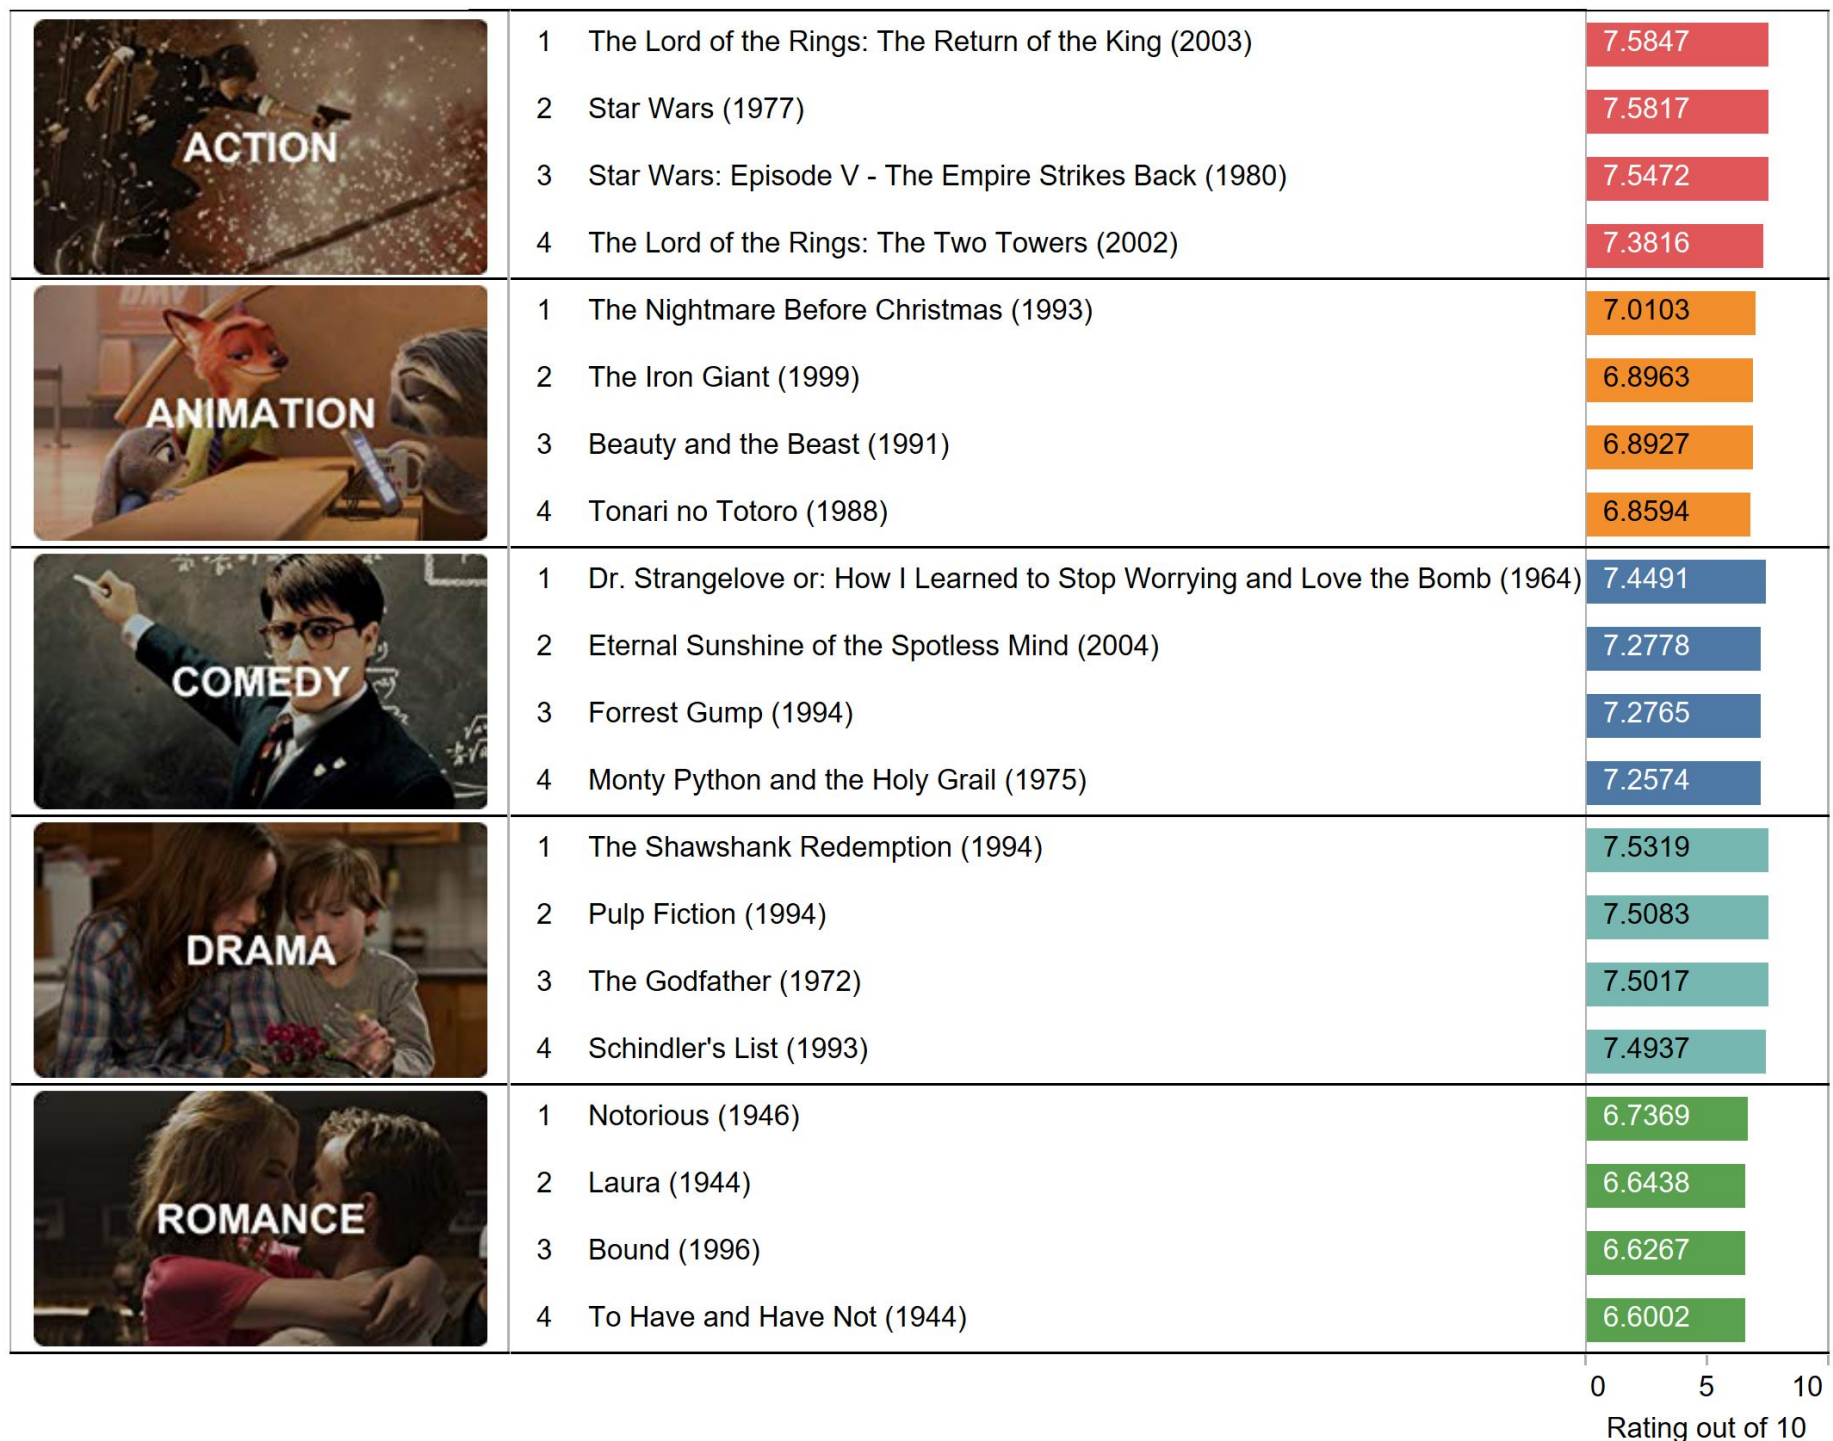 ACTION
1 The Lord of the Rings: The Return of the King (2003) 7.5847
2 Star Wars (1977) 7.5817
3 Star Wars: Episode V - The Empire Strikes Back (1980) 7.5472
4 The Lord of the Rings: The Two Towers (2002) 7.3816
DMV
ANIMATION
1 The Nightmare Before Christmas (1993) 7.0103
2 The Iron Giant (1999) 6.8963
3 Beauty and the Beast (1991) 6.8927
4 Tonari no Totoro (1988) 6.8594
COMEDY
1 Dr. Strangelove or: How I Learned to Stop Worrying and Love the Bomb (1964) 7.4491
2 Eternal Sunshine of the Spotless Mind (2004) 7.2778
3 Forrest Gump (1994) 7.2765
4 Monty Python and the Holy Grail (1975) 7.2574
DRAMA
1 The Shawshank Redemption (1994) 7.5319
2 Pulp Fiction (1994) 7.5083
3 The Godfather (1972) 7.5017
4 Schindler's List (1993) 7.4937
ROMANCE
1 Notorious (1946) 6.7369
2 Laura (1944) 6.6438
3 Bound (1996) 6.6267
4 To Have and Have Not (1944) 6.6002
0 5 10
Rating out of 10